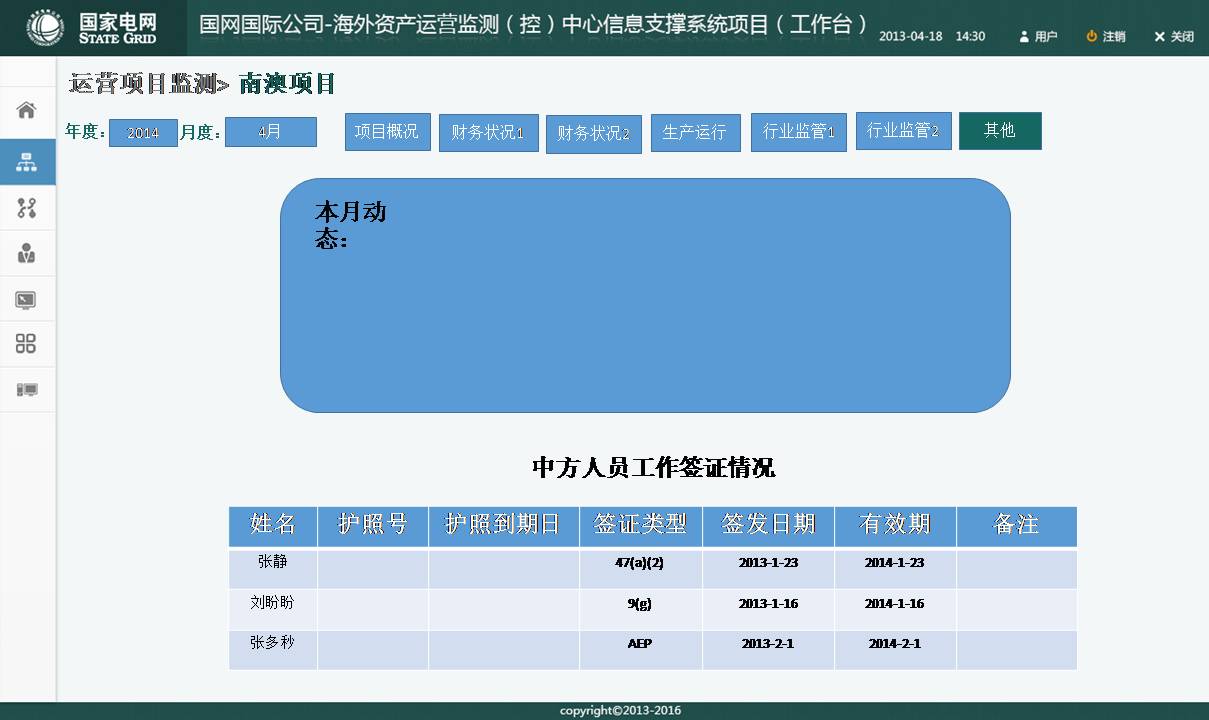 国家电网
STATE GRID
国网国际公司-海外资产运营监测（控）中心信息支撑系统项目（工作台）
2013-04-18 14:30 用户 注销 关闭
运营项目监测> 南澳项目
年度： 2014 月度： 4月 项目概况 财务状况1 财务状况2 生产运行 行业监管1 行业监管2 其他
本月动
态：
中方人员工作签证情况
姓名 护照号 护照到期日 签证类型 签发日期 有效期 备注
张静 47(a)(2) 2013-1-23 2014-1-23
刘盼盼 9(g) 2013-1-16 2014-1-16
张多秒 AEP 2013-2-1 2014-2-1
copyright©2013-2016